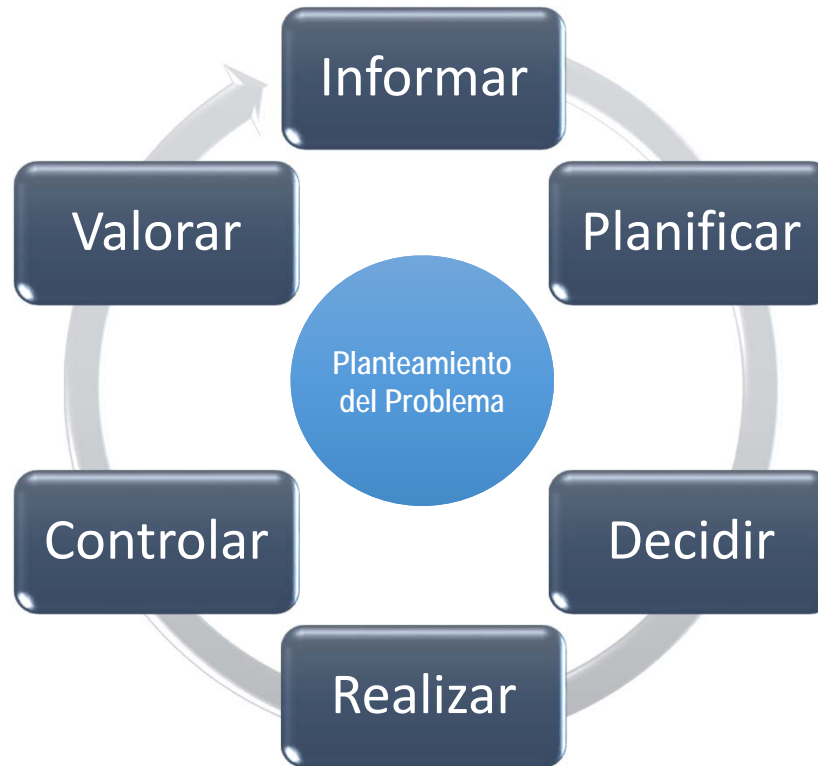 Informar
Planificar
Decidir
Realizar
Controlar
Valorar
Planteamiento
del Problema